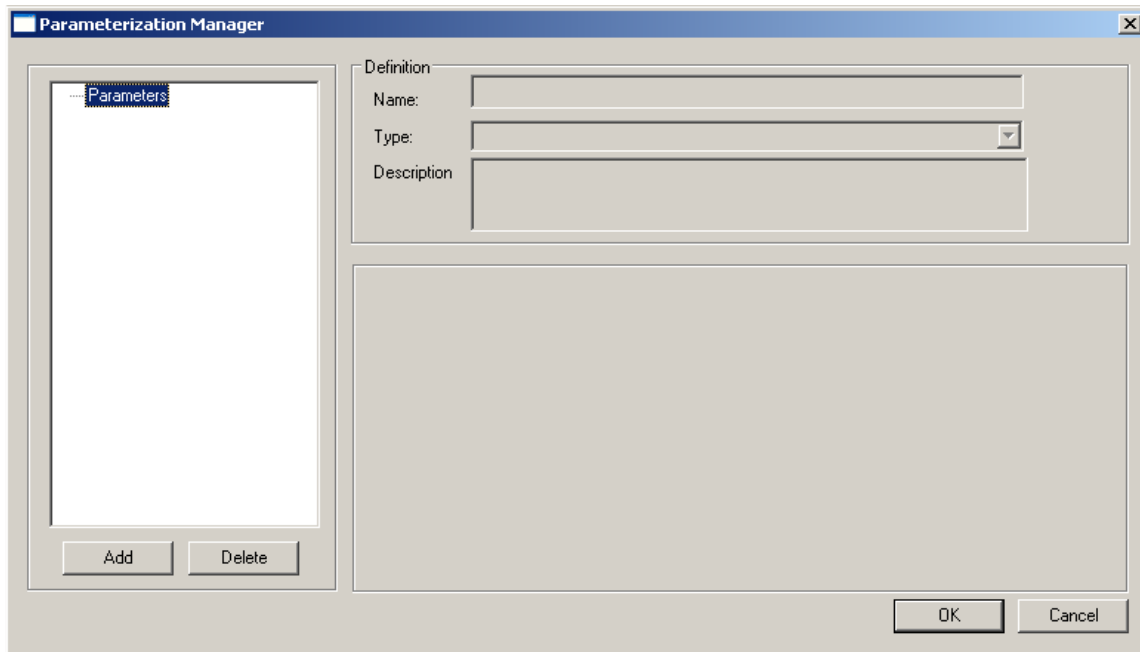 Parameterization Manager
Parameters
Add
Delete
Definition
Name:
Type:
Description
OK
Cancel